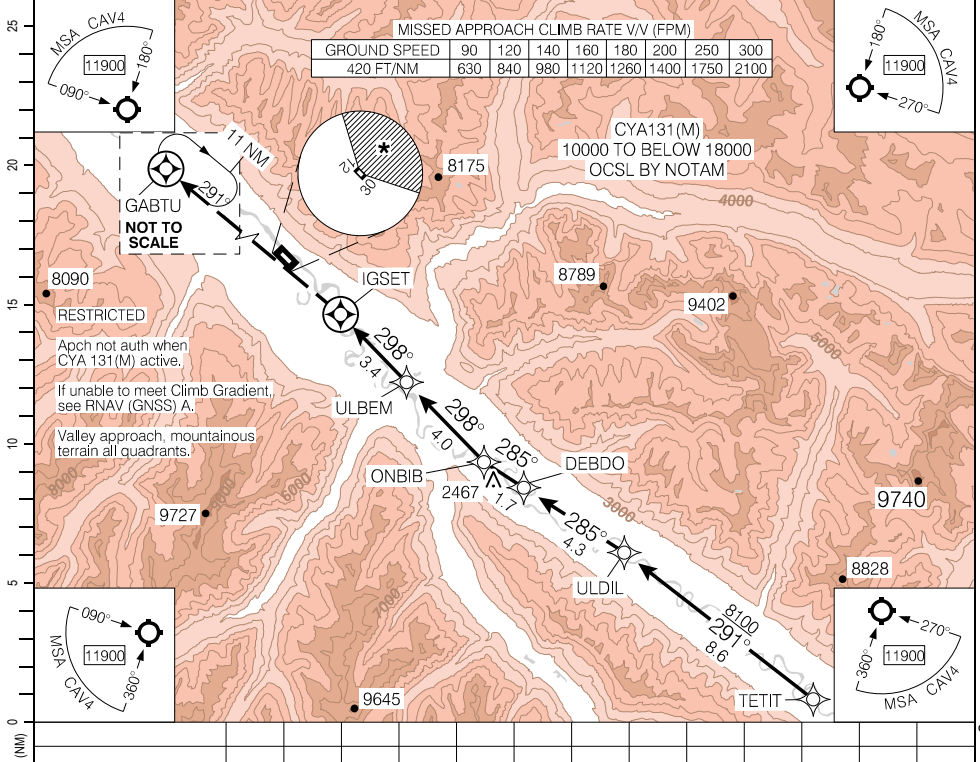 25
20
15
10
5
0
(NM)
MSA CAV4
11900
180°
090°
MISSED APPROACH CLIMB RATE V/V (FPM)
GROUND SPEED 90 120 140 160 180 200 250 300
420 FT/NM 630 840 980 1120 1260 1400 1750 2100
MSA CAV4
180°
11900
270°
11 NM
291°
GABTU
NOT TO
SCALE
*
12
30
8175
CYA131(M)
10000 TO BELOW 18000
OCSL BY NOTAM
4000
8090
IGSET
8789
9402
5000
RESTRICTED
Apch not auth when
CYA 131(M) active.
If unable to meet Climb Gradient,
see RNAV (GNSS) A.
Valley approach, mountainous
terrain all quadrants.
298°
3.4
ULBEM
298°
4.0
ONBIB
285°
DEBDO
2467
1.7
8000
6000
9727
3000
9740
285°
4.3
ULDIL
8828
7000
8100
291°
8.6
TETIT
9645
090°
11900
360°
MSA CAV4
270°
360°
11900
MSA CAV4